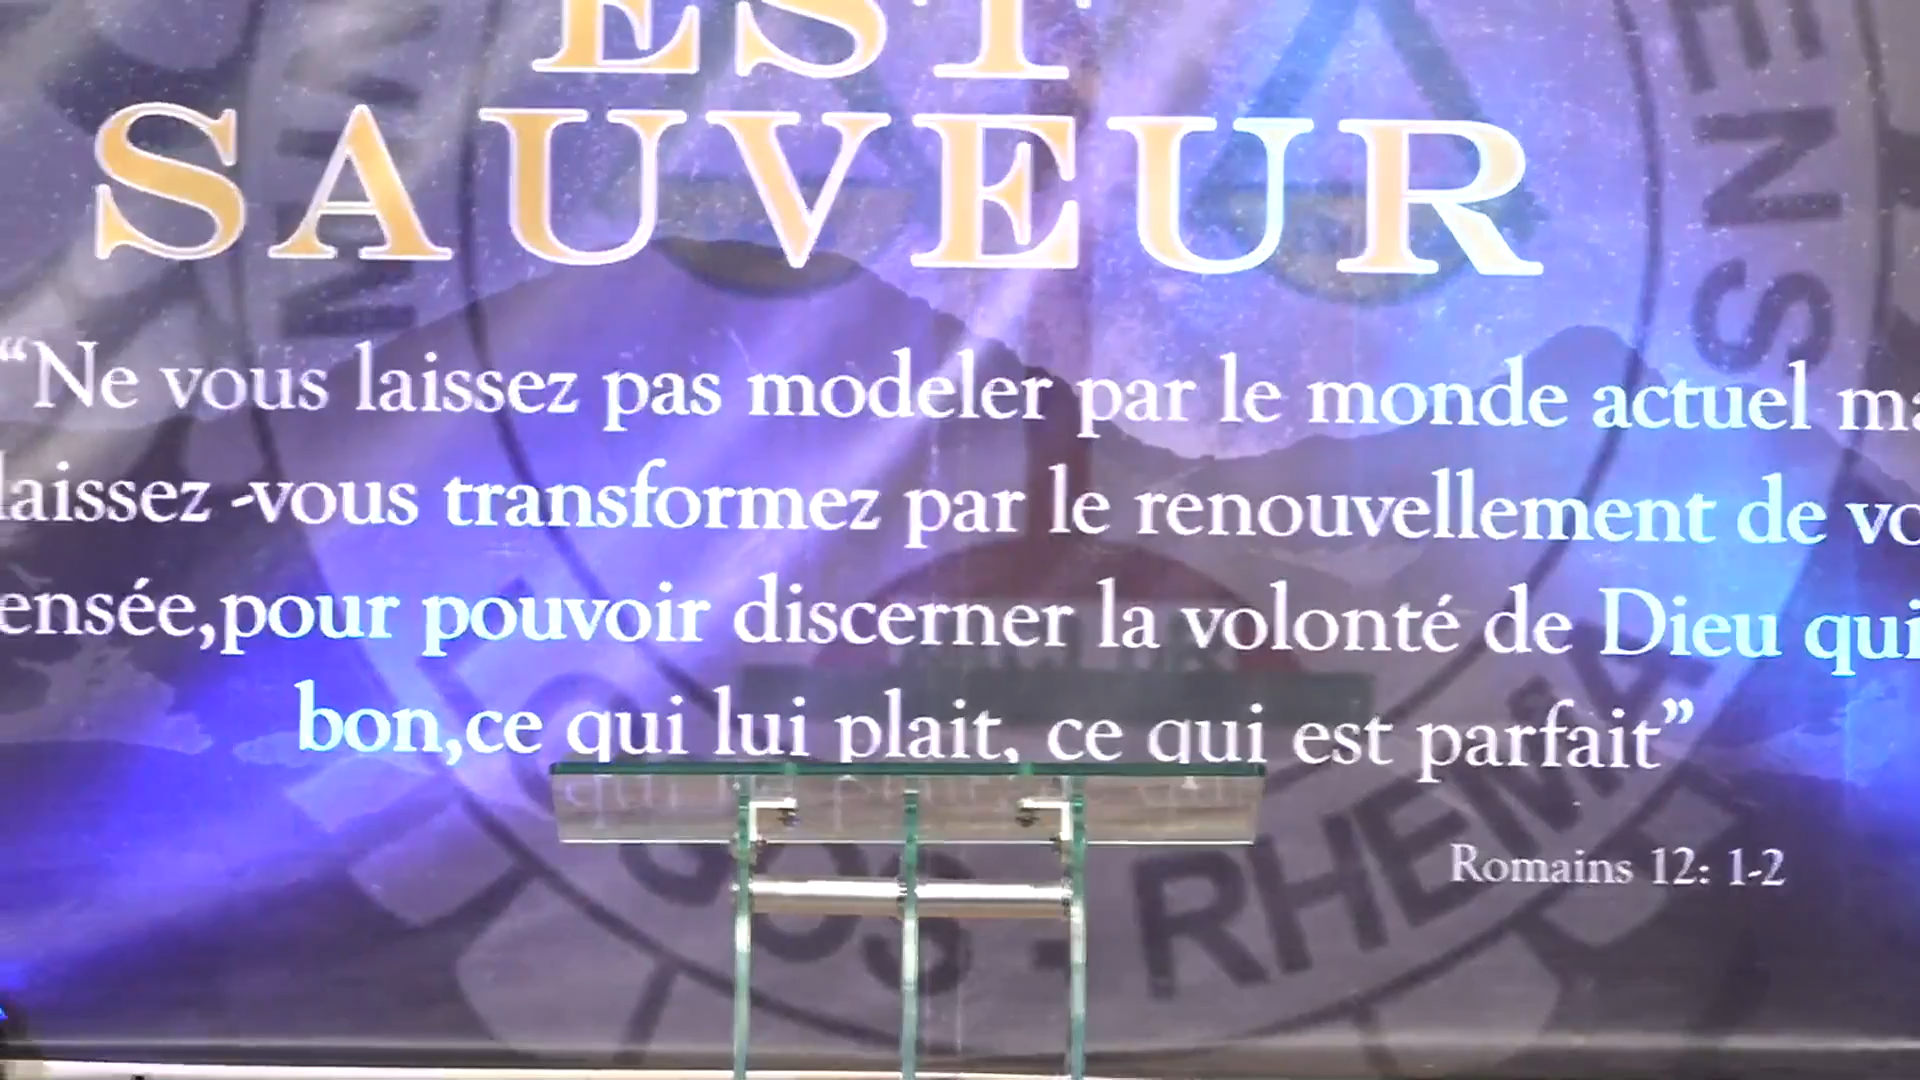 EST
SAUVEUR
“Ne vous laissez pas modeler par le monde actuel
laissez -vous transformez par le renouvellement de
,pour pouvoir discerner la volonté de Dieu qui
bon,ce qui lui plait, ce qui est parfait”
Romains 12: 1-2
RHEMA